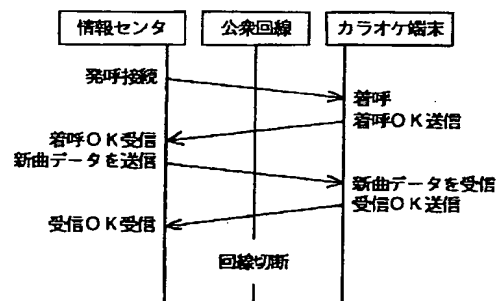 情報センタ 公衆回線 カラオケ端末
発呼接続
着呼
着呼OK送信
着呼OK受信
新曲データを送信
新曲データを受信
受信OK送信
受信OK受信
回線切断